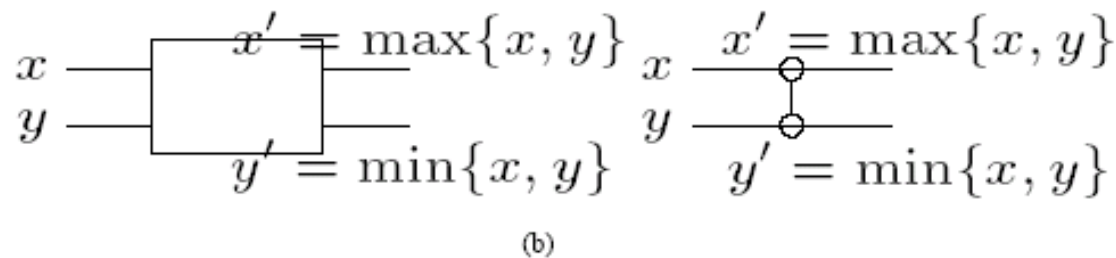 x' = max{x, y} x' = max{x, y}
x x
y y
y' = min{x, y} y' = min{x, y}
(b)